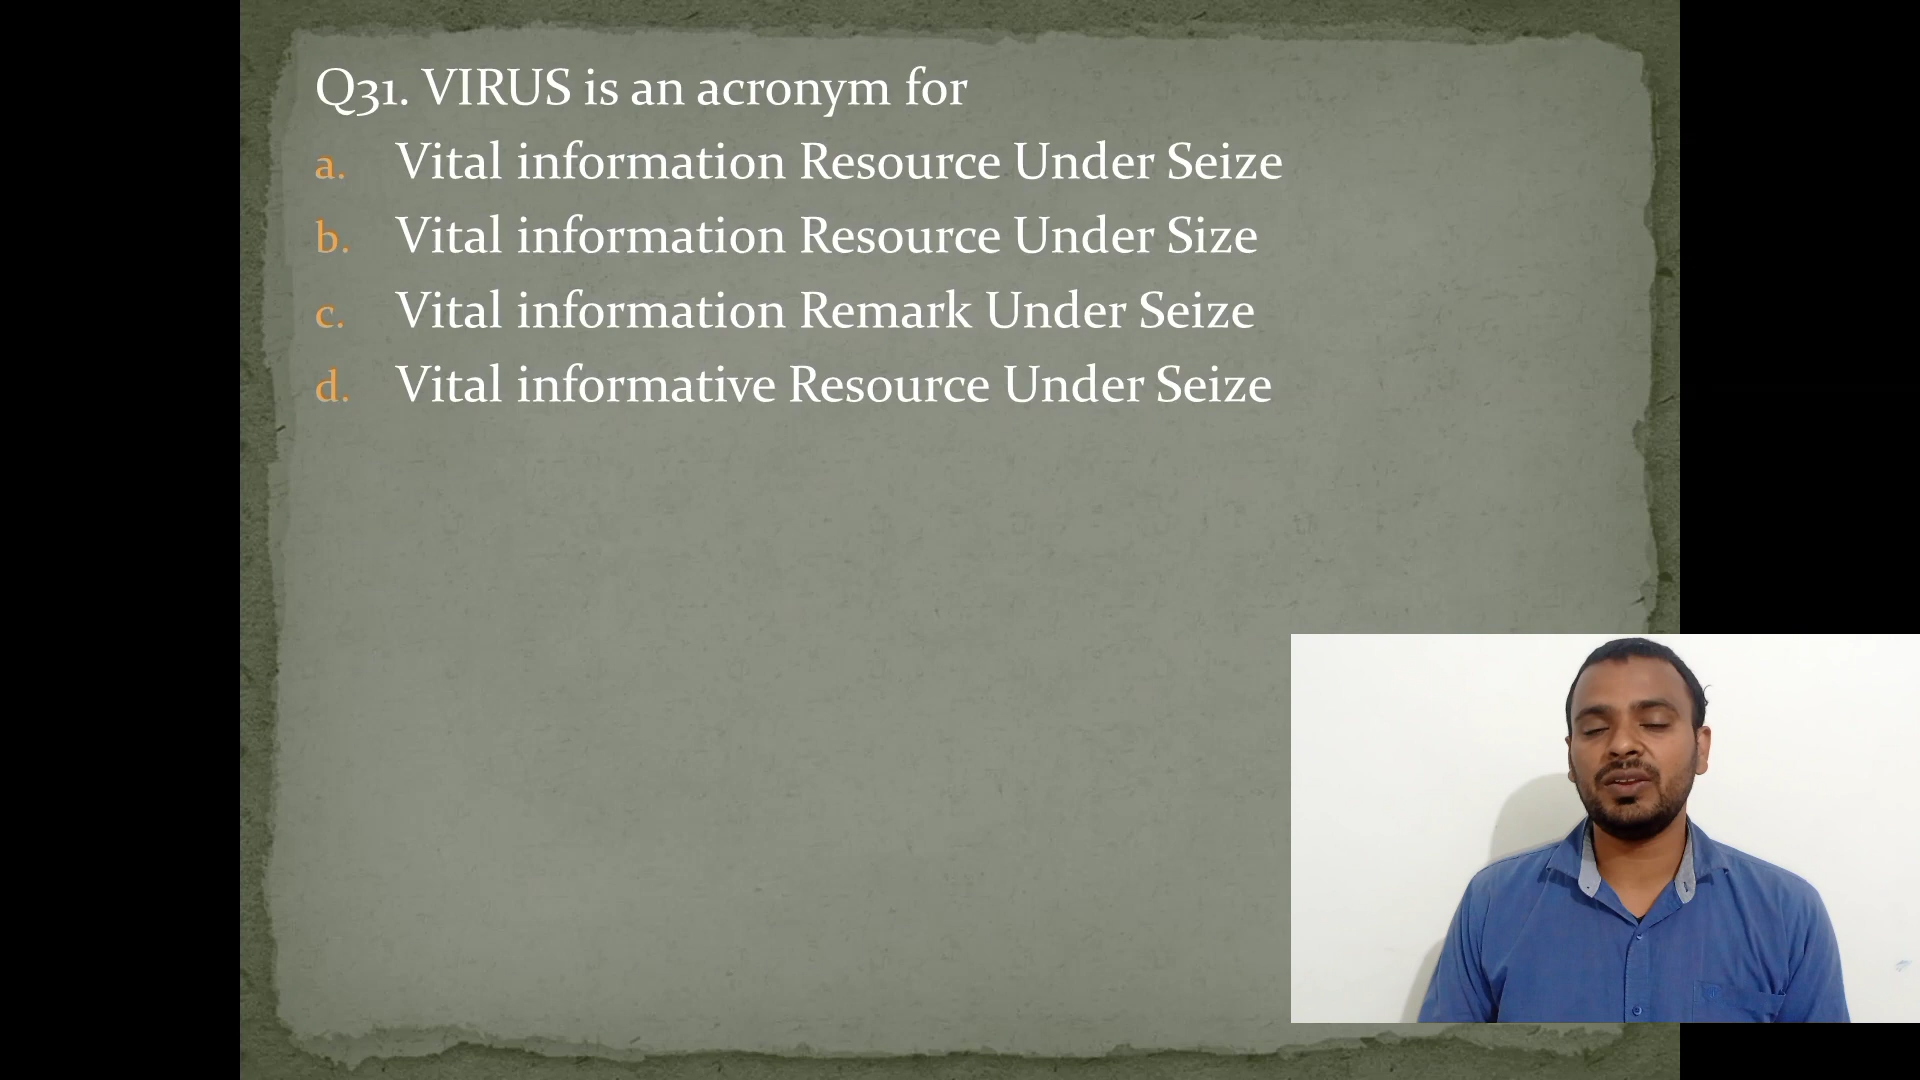 Q31. VIRUS is an acronym for
a. Vital information Resource Under Seize
b. Vital information Resource Under Size
c. Vital information Remark Under Seize
d. Vital informative Resource Under Seize